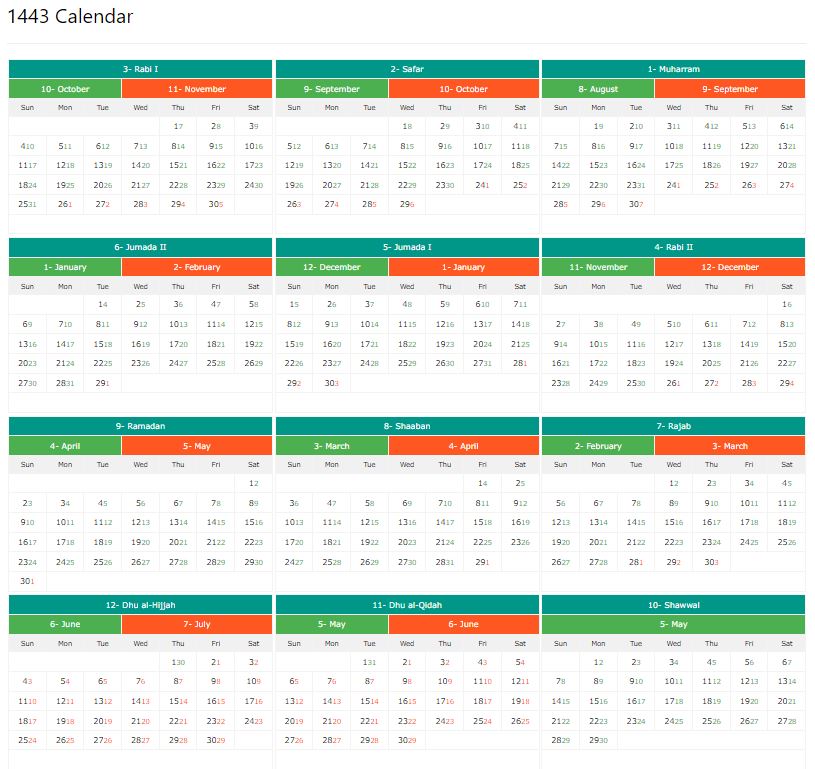 1443 Calendar
3- Rabi I
10- October 11- November
Sun Mon Tue Wed Thu Fri Sat
17 28 39
410 511 612 713 814 915 1016
1117 1218 1319 1420 1521 1622 1723
1824 1925 2026 2127 2228 2329 2430
2531 261 272 283 294 305
2- Safar
9- September 10- October
Sun Mon Tue Wed Thu Fri Sat
18 29 310 411
512 613 714 815 916 1017 1118
1219 1320 1421 1522 1623 1724 1825
1926 2027 2128 2229 2330 241 252
263 274 285 296
1- Muharram
8- August 9- September
Sun Mon Tue Wed Thu Fri Sat
19 210 311 412 513 614
715 816 917 1018 1119 1220 1321
1422 1523 1624 1725 1826 1927 2028
2129 2230 2331 241 252 263 274
285 296 307
6- Jumada II
1- January 2- February
Sun Mon Tue Wed Thu Fri Sat
14 25 36 47 58
69 710 811 912 1013 1114 1215
1316 1417 1518 1619 1720 1821 1922
2023 2124 2225 2326 2427 2528 2629
2730 2831 291
5- Jumada I
12- December 1- January
Sun Mon Tue Wed Thu Fri Sat
15 26 37 48 59 610 711
812 913 1014 1115 1216 1317 1418
1519 1620 1721 1822 1923 2024 2125
2226 2327 2428 2529 2630 2731 281
292 303
4- Rabi II
11- November 12- December
Sun Mon Tue Wed Thu Fri Sat
16
27 38 49 510 611 712 813
914 1015 1116 1217 1318 1419 1520
1621 1722 1823 1924 2025 2126 2227
2328 2429 2530 261 272 283 294
9- Ramadan
4- April 5- May
Sun Mon Tue Wed Thu Fri Sat
12
23 34 45 56 67 78 89
910 1011 1112 1213 1314 1415 1516
1617 1718 1819 1920 2021 2122 2223
2324 2425 2526 2627 2728 2829 2930
301
8- Shaaban
3- March 4- April
Sun Mon Tue Wed Thu Fri Sat
14 25
36 47 58 69 710 811 912
1013 1114 1215 1316 1417 1518 1619
1720 1821 1922 2023 2124 2225 2326
2427 2528 2629 2730 2831 291
7- Rajab
2- February 3- March
Sun Mon Tue Wed Thu Fri Sat
12 23 34 45
56 67 78 89 910 1011 1112
1213 1314 1415 1516 1617 1718 1819
1920 2021 2122 2223 2324 2425 2526
2627 2728 281 292 303
12- Dhu al-Hijjah
6- June 7- July
Sun Mon Tue Wed Thu Fri Sat
130 21 32
43 54 65 76 87 98 109
1110 1211 1312 1413 1514 1615 1716
1817 1918 2019 2120 2221 2322 2423
2524 2625 2726 2827 2928 3029
11- Dhu al-Qidah
5- May 6- June
Sun Mon Tue Wed Thu Fri Sat
131 21 32 43 54
65 76 87 98 109 1110 1211
1312 1413 1514 1615 1716 1817 1918
2019 2120 2221 2322 2423 2524 2625
2726 2827 2928 3029
10- Shawwal
5- May
Sun Mon Tue Wed Thu Fri Sat
12 23 34 45 56 67
78 89 910 1011 1112 1213 1314
1415 1516 1617 1718 1819 1920 2021
2122 2223 2324 2425 2526 2627 2728
2829 2930